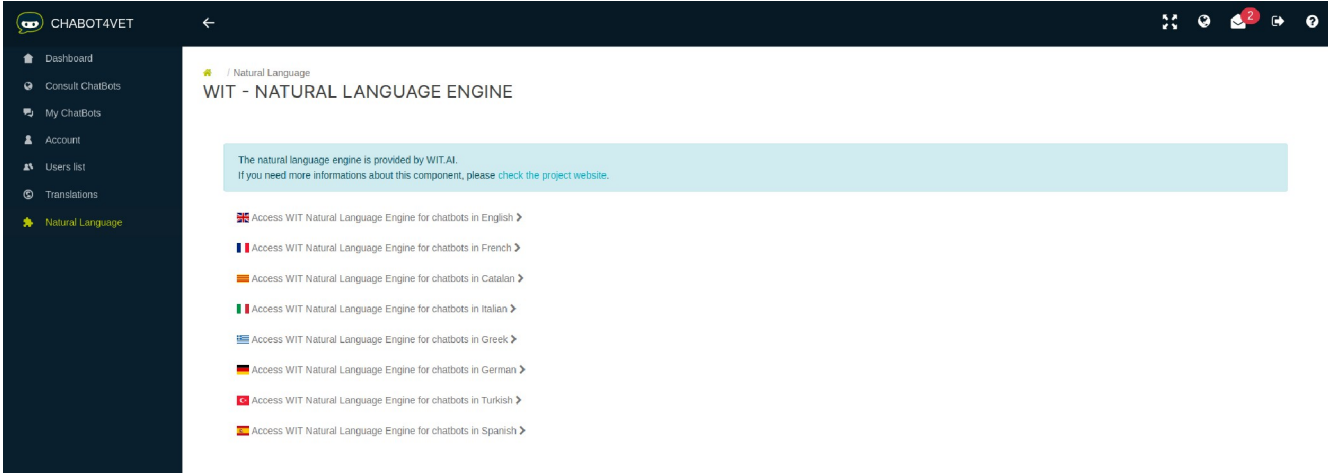 CHABOT4VET
2
Dashboard
Consult ChatBots
My ChatBots
Account
Users list
Translations
Natural Language
/ Natural Language
WIT - NATURAL LANGUAGE ENGINE
The natural language engine is provided by WIT.AI.
If you need more informations about this component, please check the project website.
Access WIT Natural Language Engine for chatbots in English
Access WIT Natural Language Engine for chatbots in French
Access WIT Natural Language Engine for chatbots in Catalan
Access WIT Natural Language Engine for chatbots in Italian
Access WIT Natural Language Engine for chatbots in Greek
Access WIT Natural Language Engine for chatbots in German
Access WIT Natural Language Engine for chatbots in Turkish
Access WIT Natural Language Engine for chatbots in Spanish